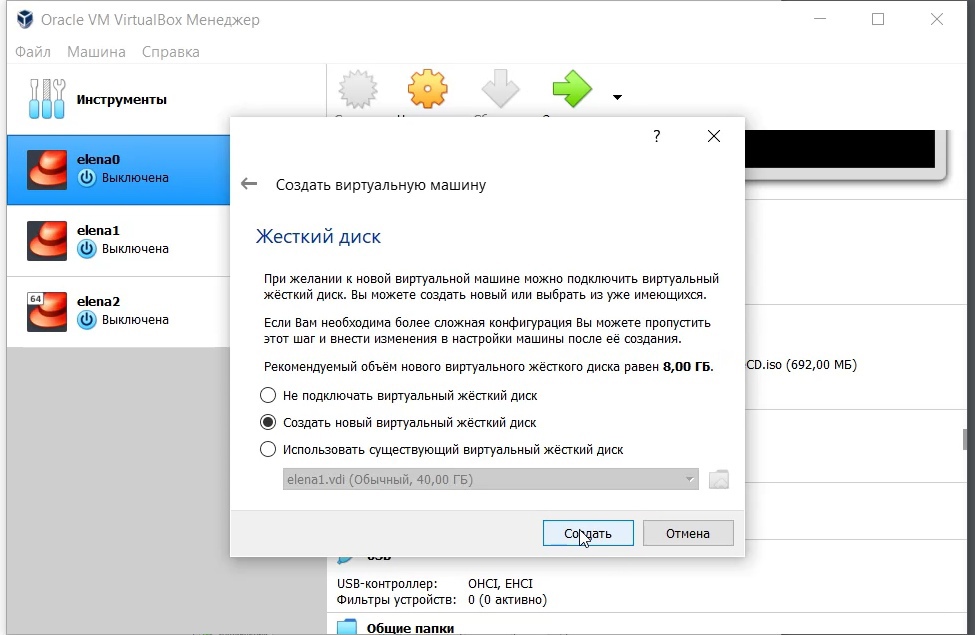 Oracle VM VirtualBox Менеджер
Файл Машина Справка
Инструменты
elena0
Выключена
elena1
Выключена
64
elena2
Выключена
?
Создать виртуальную машину
Жесткий диск
При желании к новой виртуальной машине можно подключить виртуальный
жёсткий диск. Вы можете создать новый или выбрать из уже имеющихся.
Если Вам необходима более сложная конфигурация Вы можете пропустить
этот шаг и внести изменения в настройки машины после её создания.
Рекомендуемый объём нового виртуального жёсткого диска равен 8,00 ГБ.
Не подключать виртуальный жёсткий диск
Создать новый виртуальный жёсткий диск
Использовать существующий виртуальный жёсткий диск
elena1.vdi (Обычный, 40,00 ГБ)
Создать Отмена
CD.iso (692,00 МБ)
USB
USB-контроллер: OHCI, EHCI
Фильтры устройств: 0 (0 активно)
Общие папки